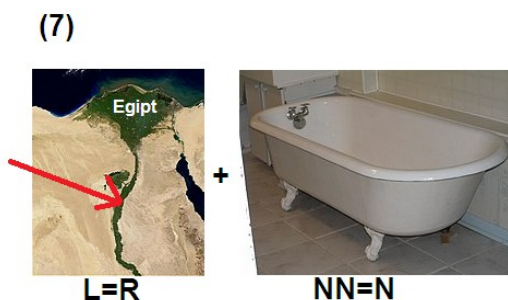 (7)
Egipt
+
L=R
NN=N